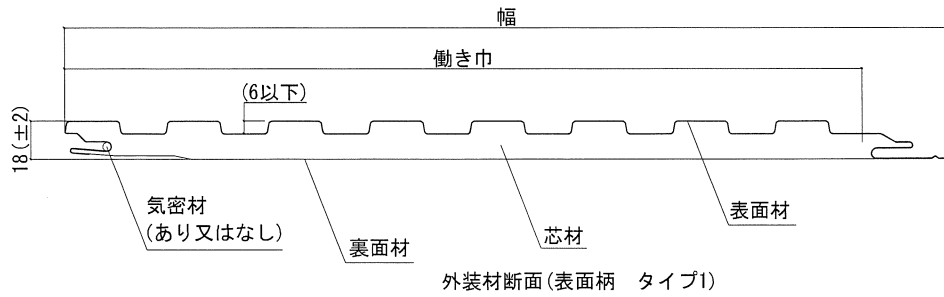 幅
働き巾
(6以下)
18(±2)
気密材
(あり又はなし)
裏面材
芯材
表面材
外装材断面(表面柄 タイプ1)